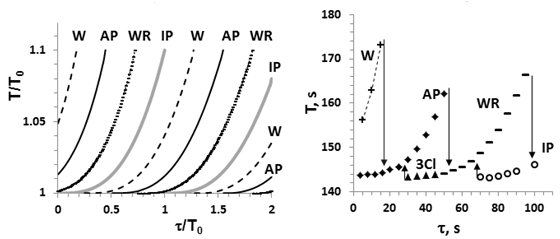 W AP WR IP W AP WR
1.1
1.05
1
T/T₀
W
AP
0 0.5 1 1.5 2
τ/T₀
180
170
160
150
140
T, s
W
AP
WR
3Cl
IP
0 20 40 60 80 100
τ, s